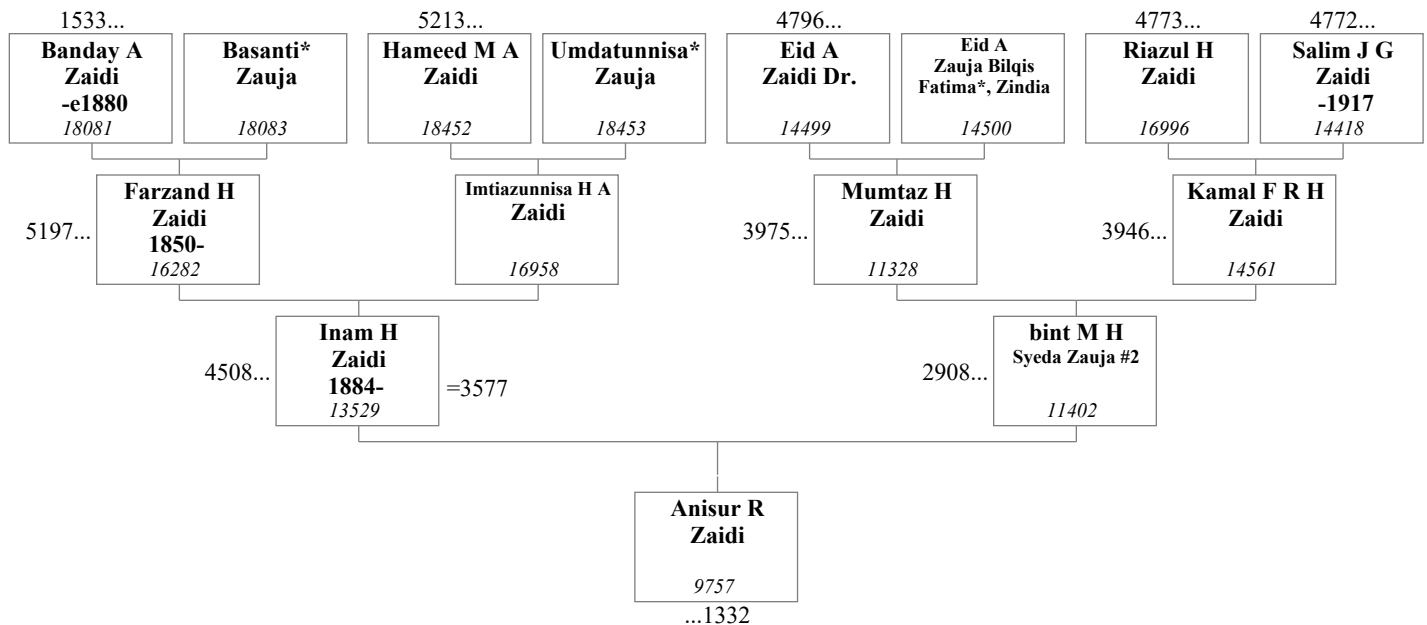 1533...
5213...
4796...
4773...
4772...
Banday A
Zaidi
-e1880
18081
Basanti*
Zauja
18083
Hameed M A
Zaidi
18452
Umdatunnisa*
Zauja
18453
Eid A
Zaidi Dr.
14499
Eid A
Zauja Bilqis
Fatima*, Zindia
14500
Riazul H
Zaidi
16996
Salim J G
Zaidi
-1917
14418
5197...
Farzand H
Zaidi
1850-
16282
Imtiazunnisa H A
Zaidi
16958
3975...
Mumtaz H
Zaidi
11328
3946...
Kamal F R H
Zaidi
14561
4508...
Inam H
Zaidi
1884-
13529
=3577
2908...
bint M H
Syeda Zauja #2
11402
Anisur R
Zaidi
9757
...1332